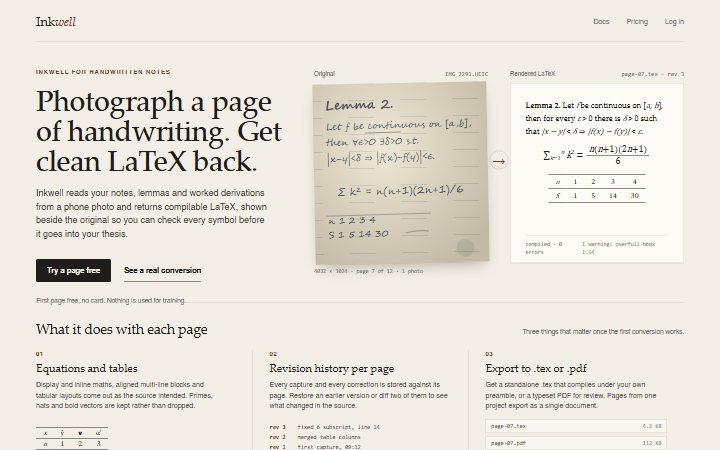 Inkwell
Docs Pricing Log in
INKWELL FOR HANDWRITTEN NOTES
Photograph a page
of handwriting. Get
clean LaTeX back.
Inkwell reads your notes, lemmas and worked derivations
from a phone photo and returns compilable LaTeX, shown
beside the original so you can check every symbol before
it goes into your thesis.
Try a page free
See a real conversion
First page free, no card. Nothing is used for training.
Original IMG_2291.HEIC
Lemma 2.
Let f be continuous on [a,b],
then ∀ε>0 ∃δ>0 s.t.
|x−y|<δ ⇒ |f(x)−f(y)|<ε.
Σ k² = n(n+1)(2n+1)/6
n 1 2 3 4
S 1 5 14 30
4032 × 3024 · page 7 of 12 · 1 photo
→
Rendered LaTeX page-07.tex · rev 3
Lemma 2. Let f be continuous on [a, b],
then for every ε > 0 there is δ > 0 such
that |x − y| < δ ⇒ |f(x) − f(y)| < ε.
∑k=1ⁿ k² = n(n+1)(2n+1)
6
n 1 2 3 4
S 1 5 14 30
compiled · 0 errors
1 warning: overfull hbox 1.14
What it does with each page
Three things that matter once the first conversion works.
01
Equations and tables
Display and inline maths, aligned multi-line blocks and
tabular layouts come out as the source intended. Primes,
hats and bold vectors are kept rather than dropped.
x ŷ
a 1 2 3
02
Revision history per page
Every capture and every correction is stored against its
page. Restore an earlier version or diff two of them to see
what changed in the source.
rev 3 fixed 6 subscript, line 14
rev 2 merged table columns
rev 1 first capture, 09:12
03
Export to .tex or .pdf
Get a standalone .tex that compiles under your own
preamble, or a typeset PDF for review. Pages from one
project export as a single document.
page-07.tex 4.2 KB
page-07.pdf 112 KB